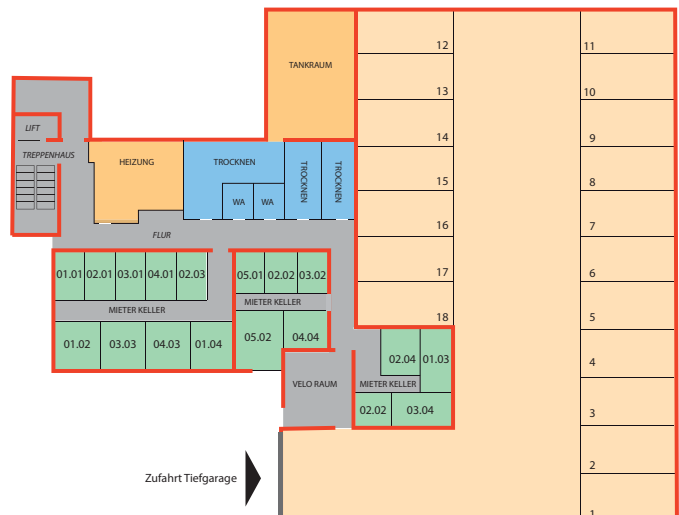 12
11
TANKRAUM
13
10
LIFT
14
9
TREPPENHAUS
HEIZUNG
TROCKNEN
TROCKNEN
TROCKNEN
15
8
WA
WA
16
7
FLUR
01.01
02.01
03.01
04.01
02.03
05.01
02.02
03.02
17
6
MIETER KELLER
MIETER KELLER
18
5
01.02
03.03
04.03
01.04
05.02
04.04
02.04
01.03
4
VELO RAUM
MIETER KELLER
02.02
03.04
3
Zufahrt Tiefgarage
2
1